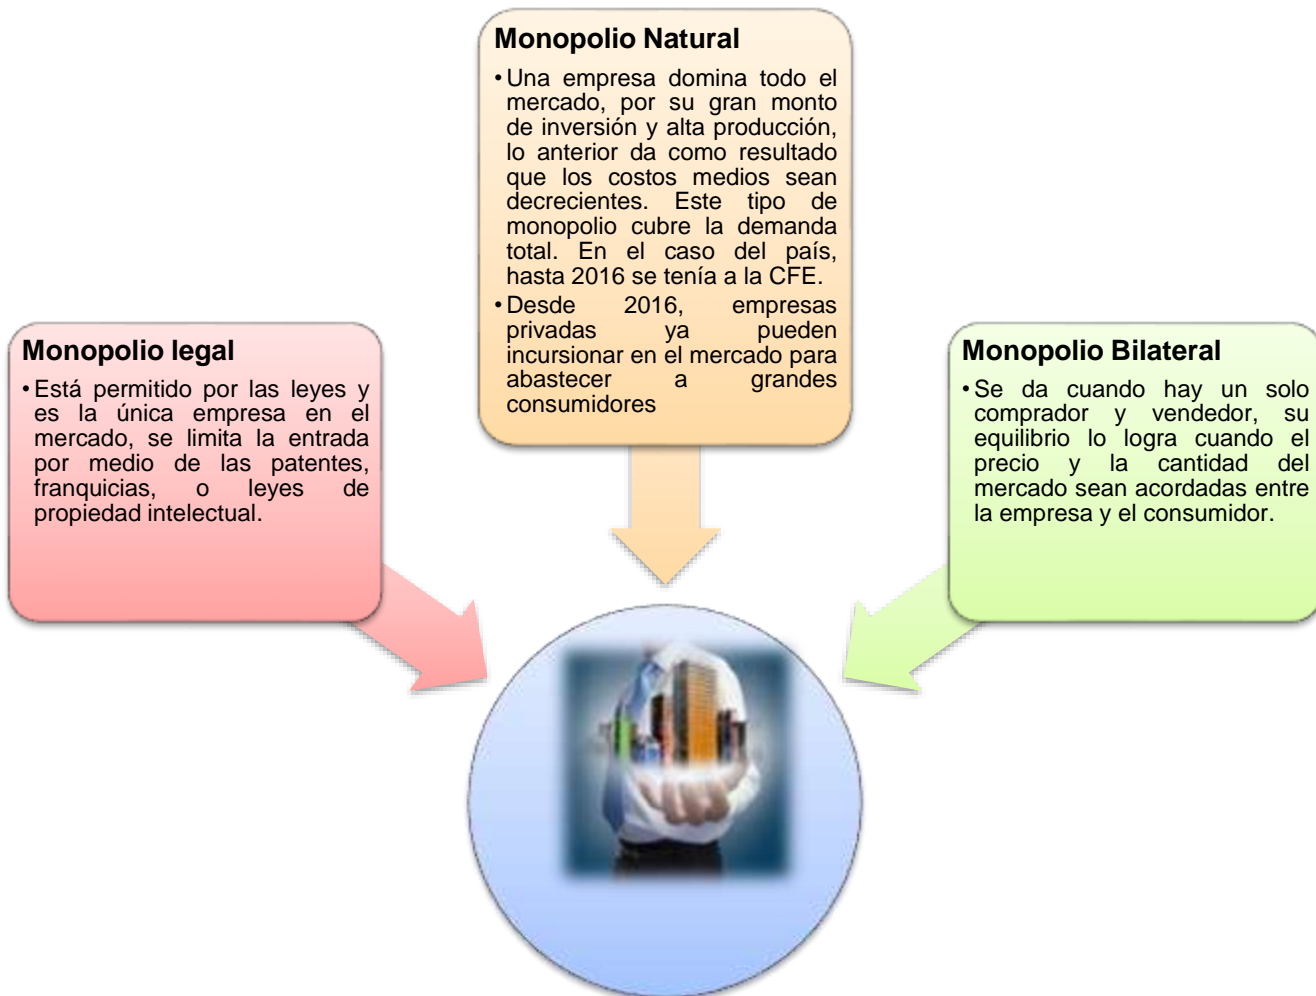 Monopolio Natural
• Una empresa domina todo el
mercado, por su gran monto
de inversión y alta producción,
lo anterior da como resultado
que los costos medios sean
decrecientes. Este tipo de
monopolio cubre la demanda
total. En el caso del país,
hasta 2016 se tenía a la CFE.
• Desde 2016, empresas
privadas ya pueden
incursionar en el mercado para
abastecer a grandes
consumidores
Monopolio legal
• Está permitido por las leyes y
es la única empresa en el
mercado, se limita la entrada
por medio de las patentes,
franquicias, o leyes de
propiedad intelectual.
Monopolio Bilateral
• Se da cuando hay un solo
comprador y vendedor, su
equilibrio lo logra cuando el
precio y la cantidad del
mercado sean acordadas entre
la empresa y el consumidor.